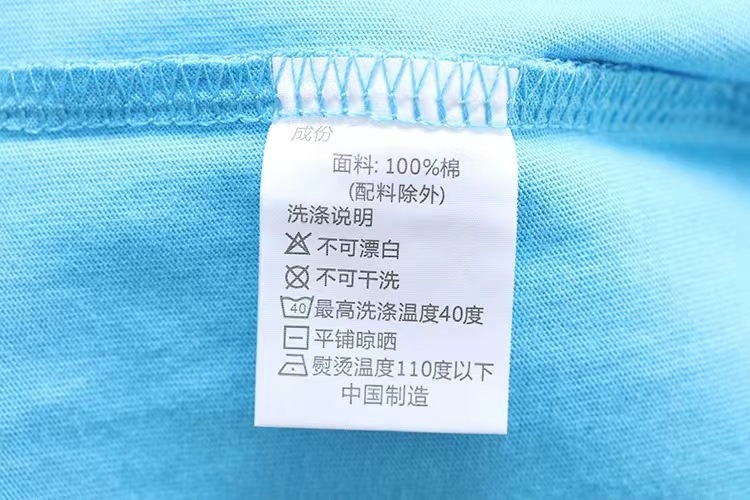 成份
面料: 100%棉
(配料除外)
洗涤说明
不可漂白
不可干洗
40 最高洗涤温度40度
平铺晾晒
熨烫温度110度以下
中国制造